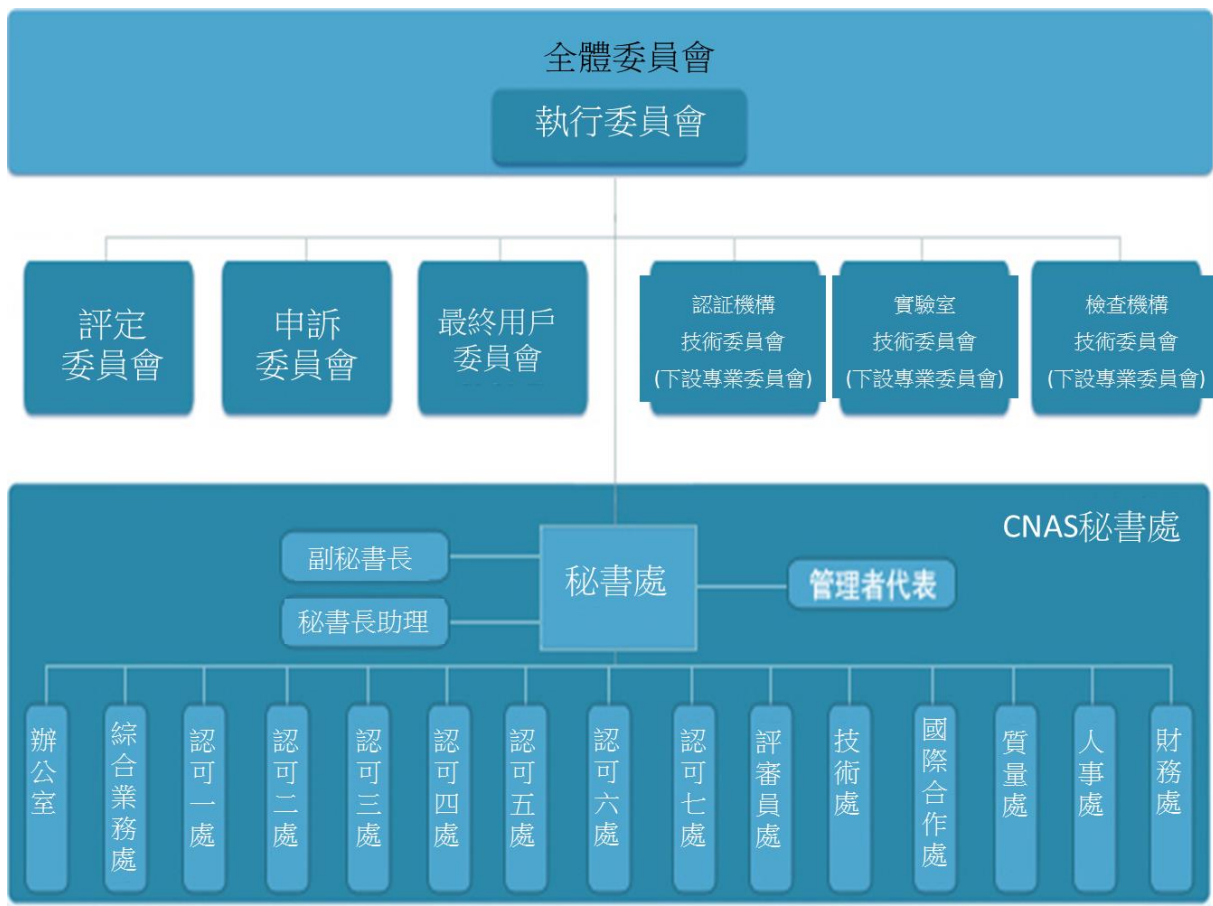 全體委員會
執行委員會
評定
委員會
申訴
委員會
最終用戶
委員會
認証機構
技術委員會
(下設專業委員會)
實驗室
技術委員會
(下設專業委員會)
檢查機構
技術委員會
(下設專業委員會)
CNAS秘書處
副秘書長
秘書長助理
秘書處
管理者代表
辦公室
綜合業務處
認可一處
認可二處
認可三處
認可四處
認可五處
認可六處
認可七處
評審員處
技術處
國際合作處
質量處
人事處
財務處